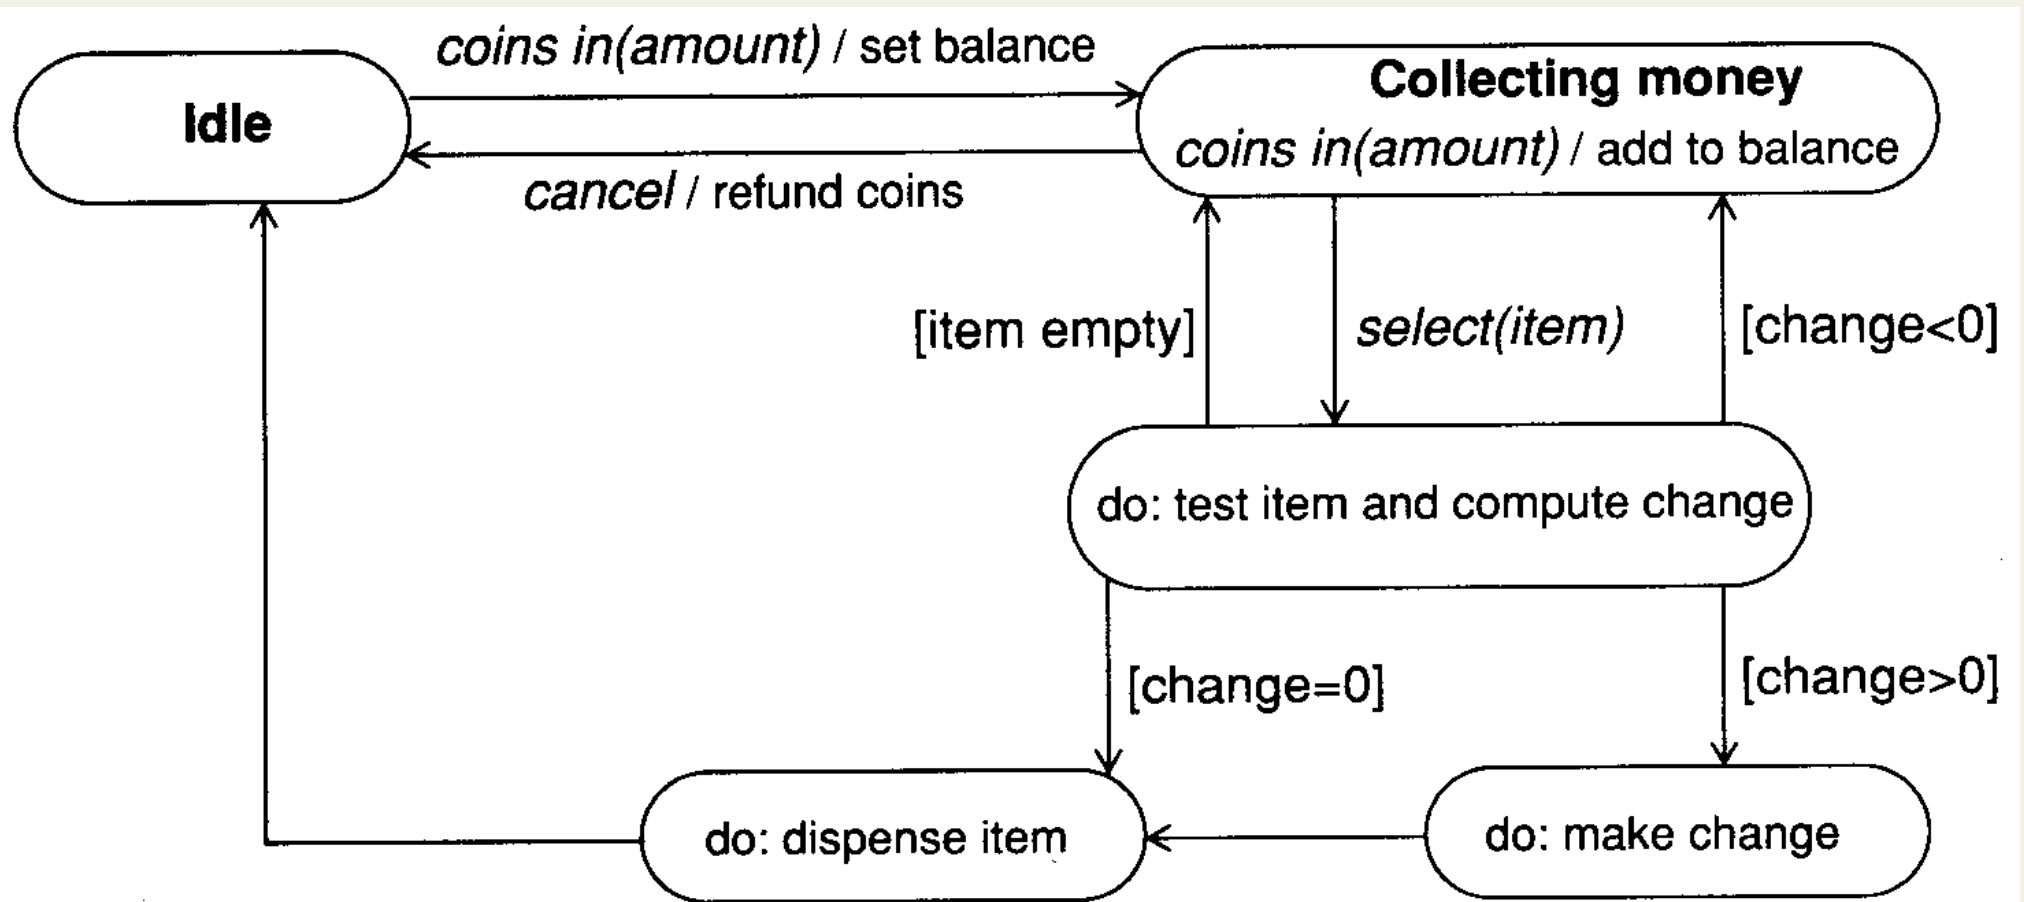 coins in(amount) / set balance
Idle
Collecting money
coins in(amount) / add to balance
cancel / refund coins
[item empty]
select(item)
[change<0]
do: test item and compute change
[change=0]
[change>0]
do: dispense item
do: make change